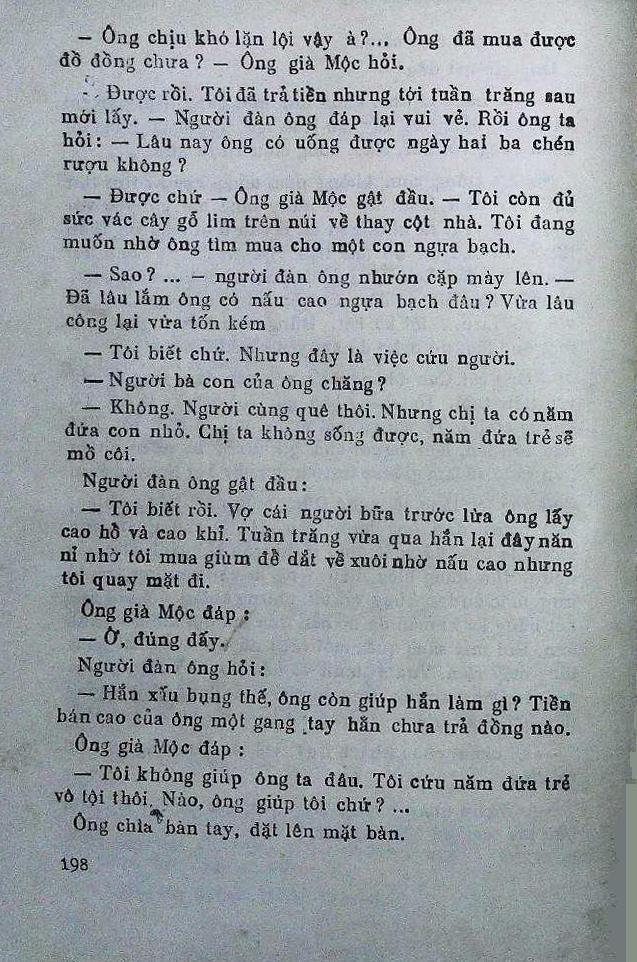 — Ông chịu khó lặn lội vậy à?... Ông đã mua được
đồ đồng chưa? — Ông già Mộc hỏi.
- Được rồi. Tôi đã trả tiền nhưng tới tuần trăng sau
mới lấy. — Người đàn ông đáp lại vui vẻ. Rồi ông ta
hỏi: — Lâu nay ông có uống được ngày hai ba chén
rượu không?
— Được chứ — Ông già Mộc gật đầu. — Tôi còn đủ
sức vác cây gỗ lim trên núi về thay cột nhà. Tôi đang
muốn nhờ ông tìm mua cho một con ngựa bạch.
— Sao? ... — người đàn ông nhướn cặp mày lên. —
Đã lâu lắm ông có nấu cao ngựa bạch đâu? Vừa lâu
công lại vừa tốn kém
— Tôi biết chứ. Nhưng đây là việc cứu người.
— Người bà con của ông chăng?
— Không. Người cùng quê thôi. Nhưng chị ta có năm
đứa con nhỏ. Chị ta không sống được, năm đứa trẻ sẽ
mồ côi.
Người đàn ông gật đầu:
— Tôi biết rồi. Vợ cái người bữa trước lừa ông lấy
cao hồ và cao khỉ. Tuần trăng vừa qua hắn lại đây năn
nỉ nhờ tôi mua giùm để dắt về xuôi nhờ nấu cao nhưng
tôi quay mặt đi.
Ông già Mộc đáp :
— Ờ, đúng đấy.
Người đàn ông hỏi:
— Hắn xấu bụng thế, ông còn giúp hắn làm gì? Tiền
bán cao của ông một gang tay hắn chưa trả đồng nào.
Ông già Mộc đáp :
— Tôi không giúp ông ta đâu. Tôi cứu năm đứa trẻ
vô tội thôi. Nào, ông giúp tôi chứ? ...
Ông chìa bàn tay, đặt lên mặt bàn.
198